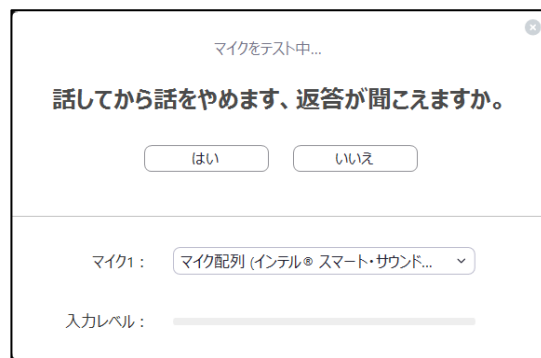 マイクをテスト中...
話してから話をやめます、返答が聞こえますか。
はい
いいえ
マイク1：
マイク配列 (インテル® スマート・サウンド...
入力レベル：